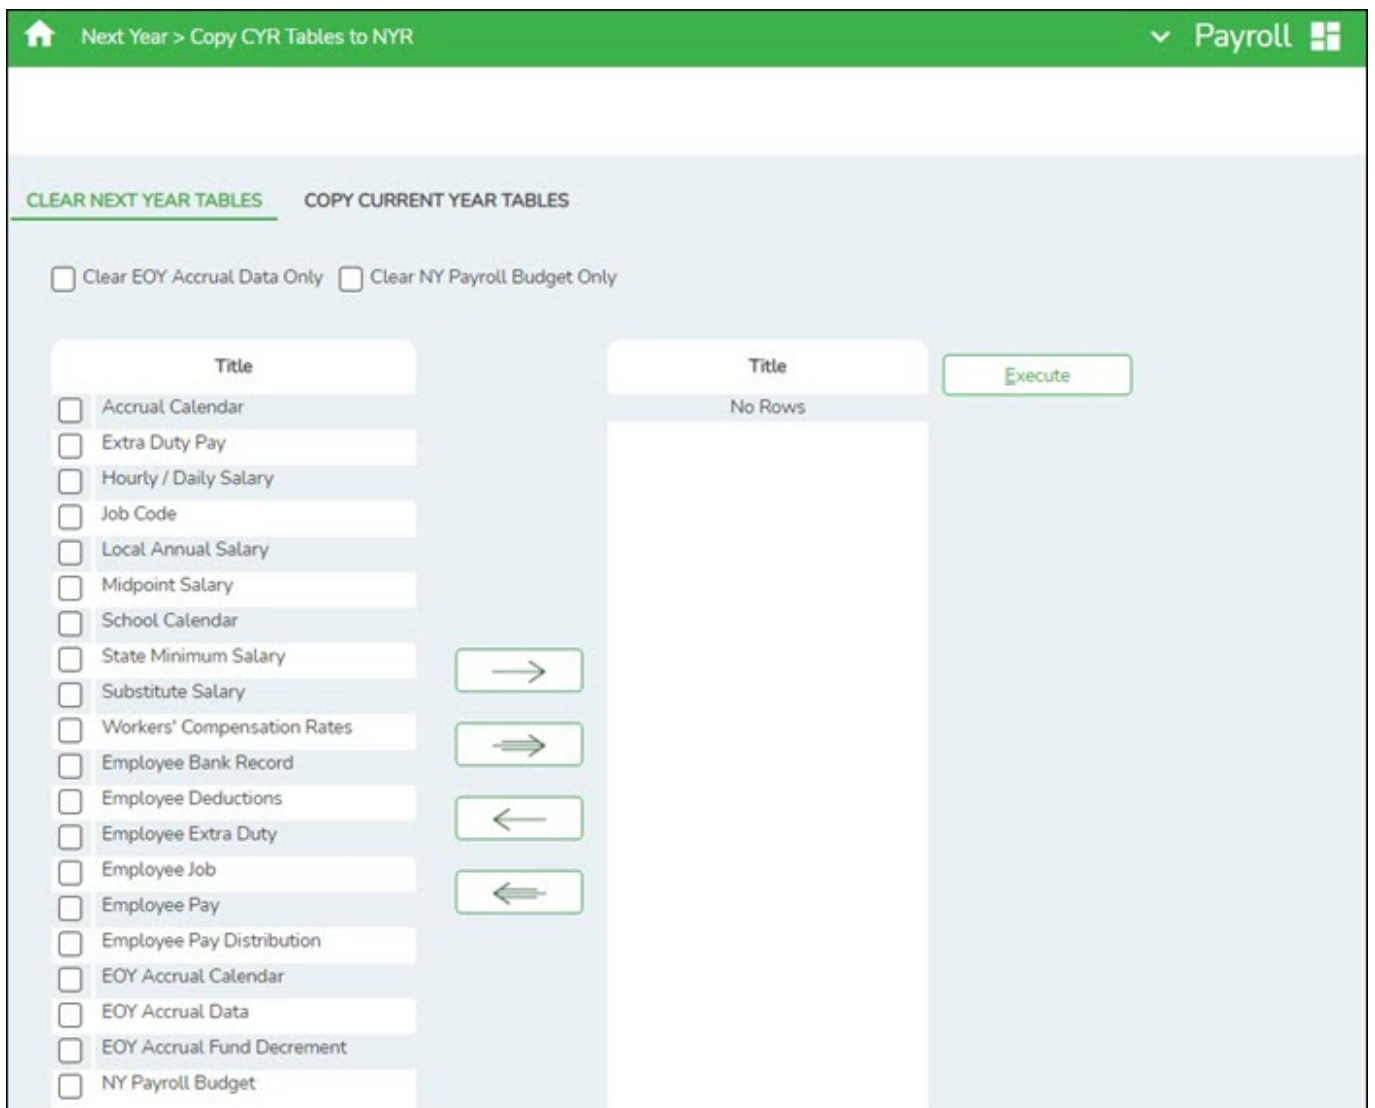 Next Year > Copy CYR Tables to NYR
Payroll
CLEAR NEXT YEAR TABLES COPY CURRENT YEAR TABLES
Clear EOY Accrual Data Only Clear NY Payroll Budget Only
Title Title
Execute
Accrual Calendar No Rows
Extra Duty Pay
Hourly / Daily Salary
Job Code
Local Annual Salary
Midpoint Salary
School Calendar
State Minimum Salary
Substitute Salary
Workers' Compensation Rates
Employee Bank Record
Employee Deductions
Employee Extra Duty
Employee Job
Employee Pay
Employee Pay Distribution
EOY Accrual Calendar
EOY Accrual Data
EOY Accrual Fund Decrement
NY Payroll Budget